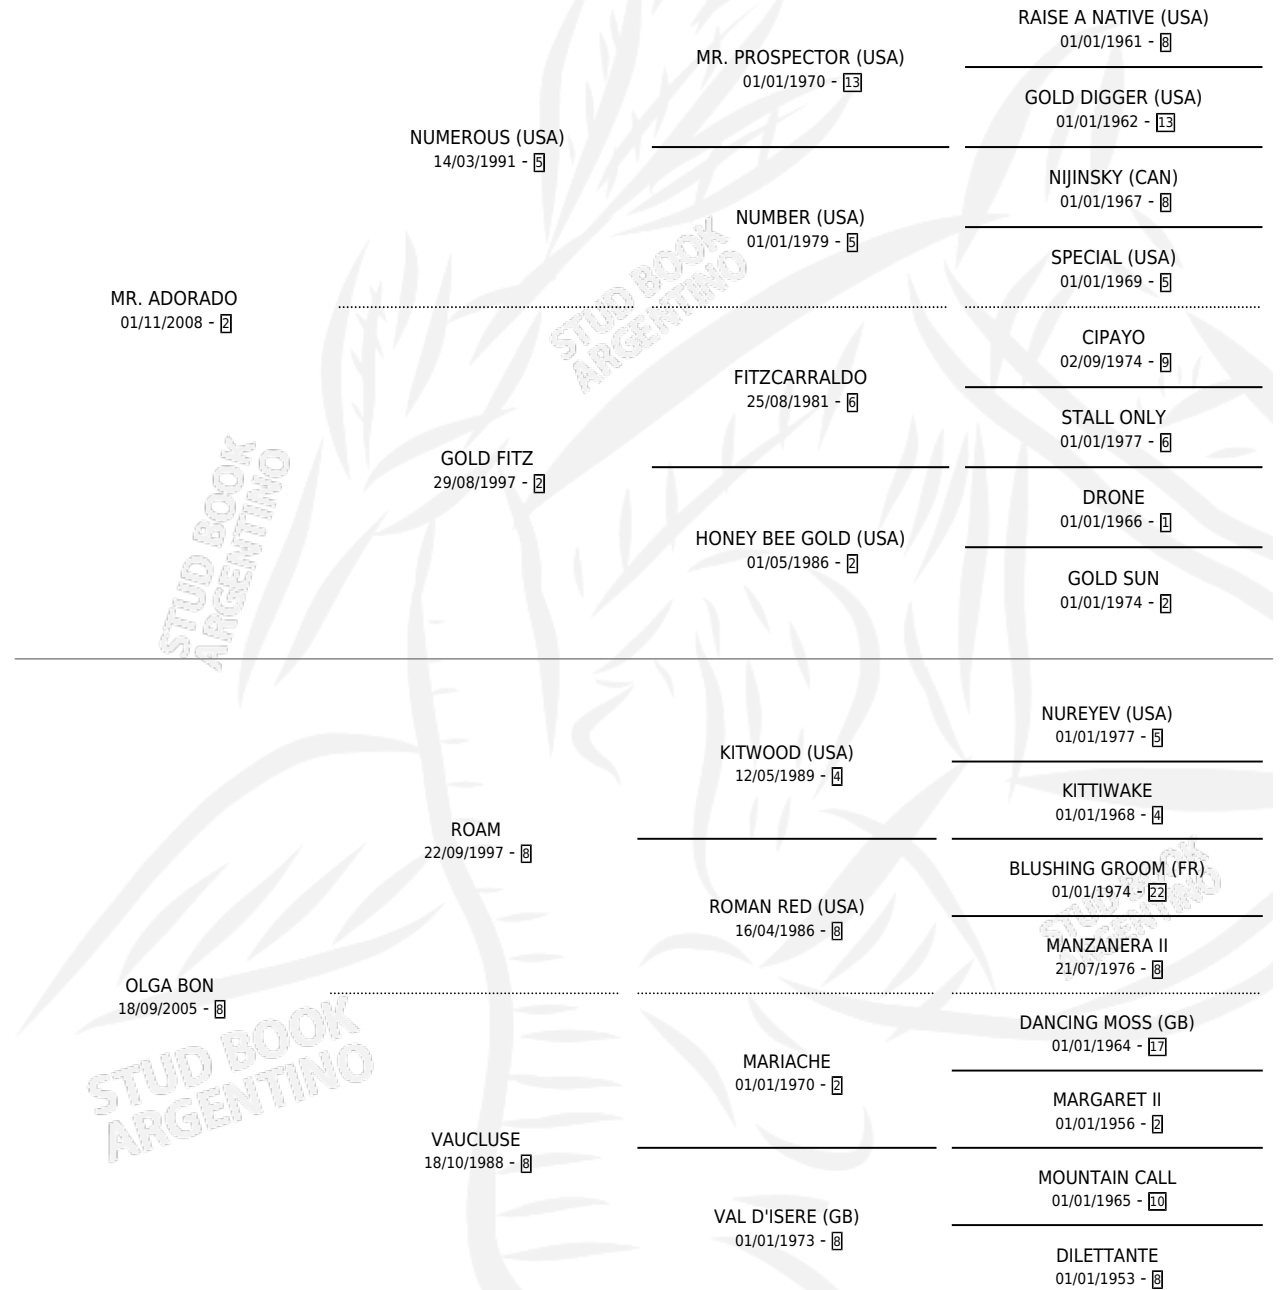 RAISE A NATIVE (USA)
01/01/1961 - 8
MR. PROSPECTOR (USA)
01/01/1970 - 13
GOLD DIGGER (USA)
01/01/1962 - 13
NUMEROUS (USA)
14/03/1991 - 5
NIJINSKY (CAN)
01/01/1967 - 8
NUMBER (USA)
01/01/1979 - 5
SPECIAL (USA)
01/01/1969 - 5
MR. ADORADO
01/11/2008 - 2
CIPAYO
02/09/1974 - 9
FITZCARRALDO
25/08/1981 - 6
STALL ONLY
01/01/1977 - 6
GOLD FITZ
29/08/1997 - 2
DRONE
01/01/1966 - 1
HONEY BEE GOLD (USA)
01/05/1986 - 2
GOLD SUN
01/01/1974 - 2
STUD BOOK
ARGENTINO
STUD BOOK
ARGENTINO
NUREYEV (USA)
01/01/1977 - 5
KITWOOD (USA)
12/05/1989 - 4
KITTIWAKE
01/01/1968 - 4
ROAM
22/09/1997 - 8
BLUSHING GROOM (FR)
01/01/1974 - 22
ROMAN RED (USA)
16/04/1986 - 8
MANZANERA II
21/07/1976 - 8
OLGA BON
18/09/2005 - 8
DANCING MOSS (GB)
01/01/1964 - 17
MARIACHE
01/01/1970 - 2
MARGARET II
01/01/1956 - 2
VAUCLUSE
18/10/1988 - 8
MOUNTAIN CALL
01/01/1965 - 10
VAL D'ISERE (GB)
01/01/1973 - 8
DILETTANTE
01/01/1953 - 8
STUD BOOK
ARGENTINO
STUD BOOK
ARGENTINO